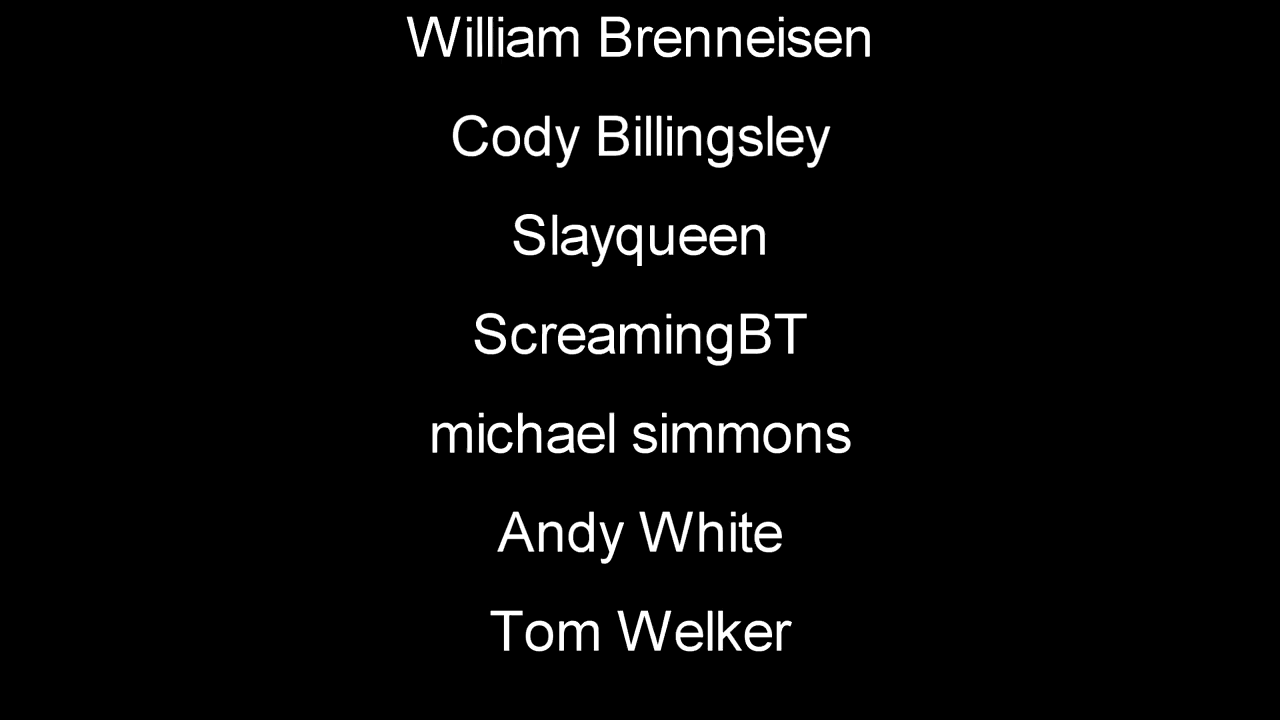 William Brenneisen
Cody Billingsley
Slayqueen
ScreamingBT
michael simmons
Andy White
Tom Welker